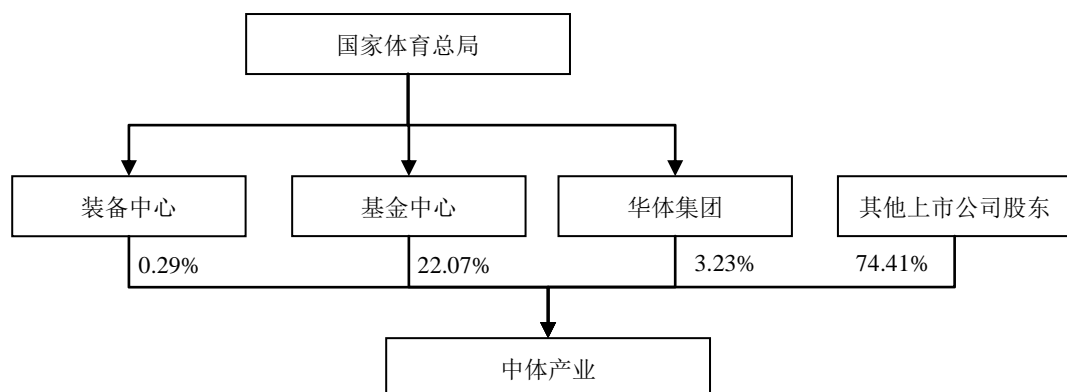 国家体育总局
装备中心
基金中心
华体集团
其他上市公司股东
0.29%
22.07%
3.23%
74.41%
中体产业